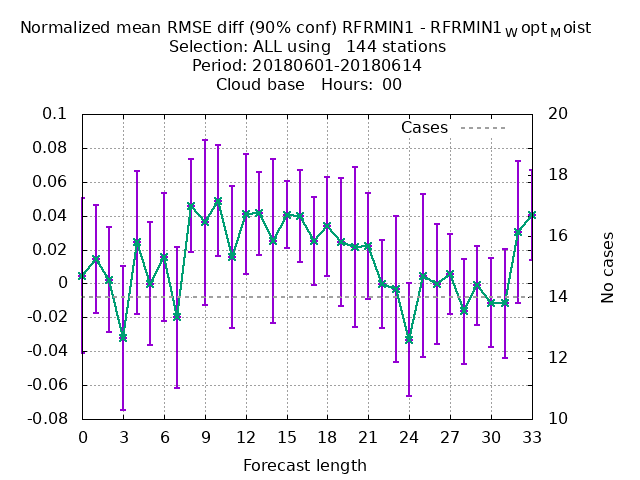 Normalized mean RMSE diff (90% conf) RFRMIN1 - RFRMIN1WoptMoist
Selection: ALL using 144 stations
Period: 20180601-20180614
Cloud base Hours: 00
0.1
0.08
0.06
0.04
0.02
0
-0.02
-0.04
-0.06
-0.08
Cases
20
18
16
14
12
10
No cases
0 3 6 9 12 15 18 21 24 27 30 33
Forecast length